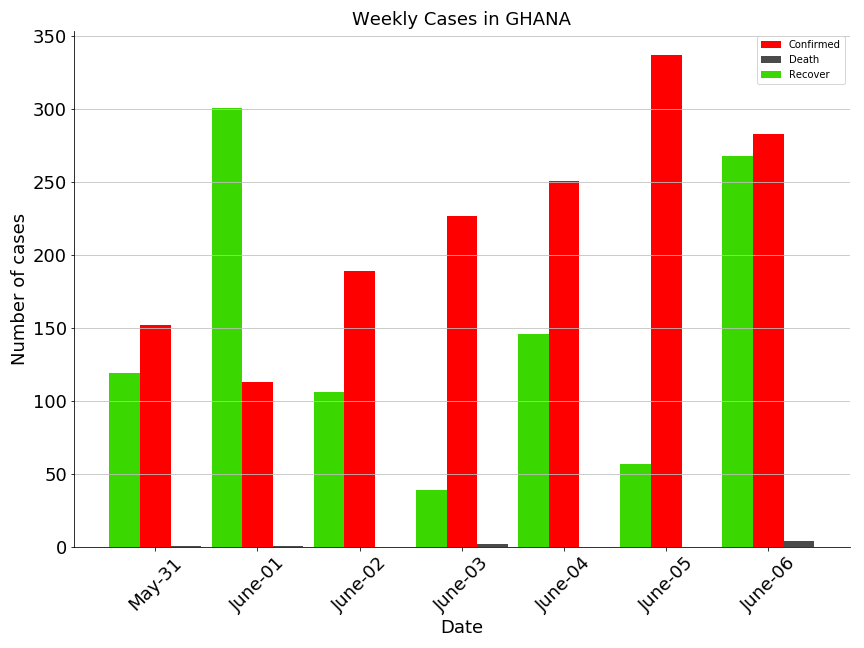 Weekly Cases in GHANA
Confirmed
Death
Recover
Number of cases
350
300
250
200
150
100
50
0
May-31
June-01
June-02
June-03
June-04
June-05
June-06
Date